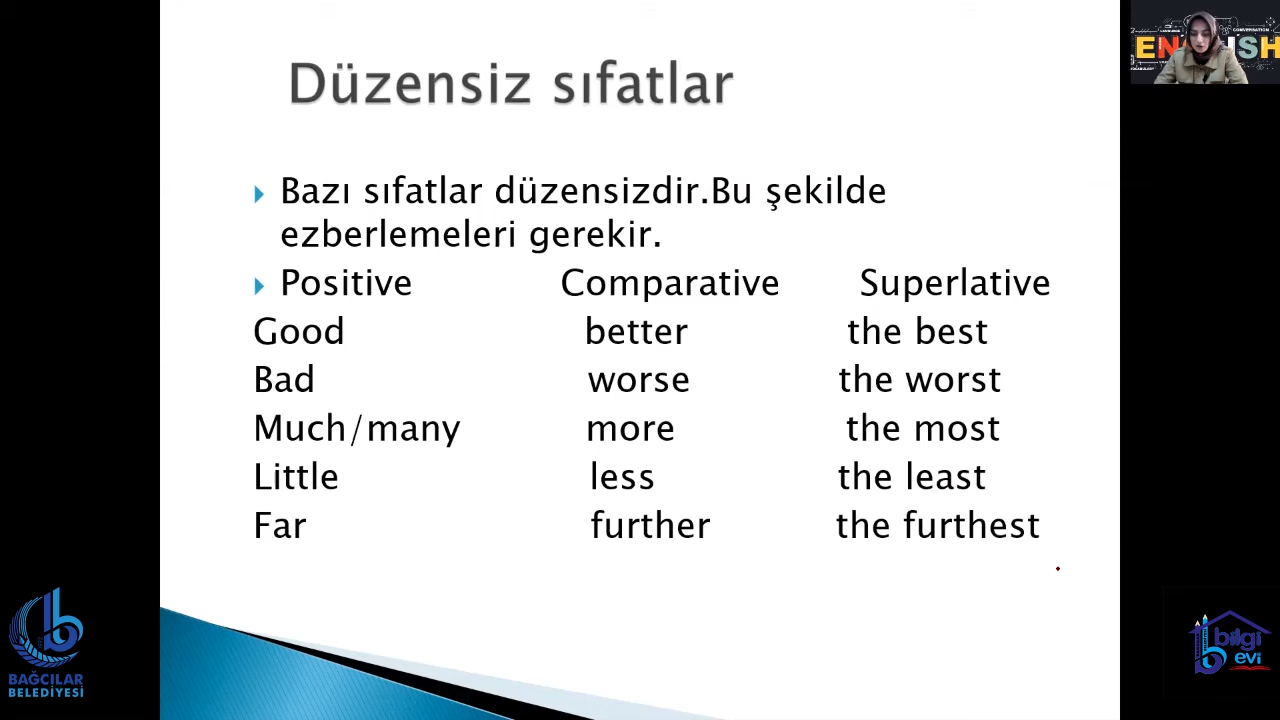 Düzensiz sıfatlar
Bazı sıfatlar düzensizdir.Bu şekilde
ezberlemeleri gerekir.
Positive Comparative Superlative
Good better the best
Bad worse the worst
Much/many more the most
Little less the least
Far further the furthest
CONVERSATION
ENGLISH
BAĞCILAR
BELEDİYESİ
bilgi
evi